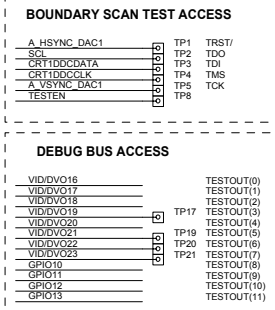 BOUNDARY SCAN TEST ACCESS
A_HSYNC_DAC1 TP1 TRST/
SCL TP2 TDO
CRT1DDCDATA TP3 TDI
CRT1DDCCLK TP4 TMS
A_VSYNC_DAC1 TP5 TCK
TESTEN TP8
DEBUG BUS ACCESS
VID/DVO16 TESTOUT(0)
VID/DVO17 TESTOUT(1)
VID/DVO18 TESTOUT(2)
VID/DVO19 TP17 TESTOUT(3)
VID/DVO20 TESTOUT(4)
VID/DVO21 TP19 TESTOUT(5)
VID/DVO22 TP20 TESTOUT(6)
VID/DVO23 TP21 TESTOUT(7)
GPIO10 TESTOUT(8)
GPIO11 TESTOUT(9)
GPIO12 TESTOUT(10)
GPIO13 TESTOUT(11)